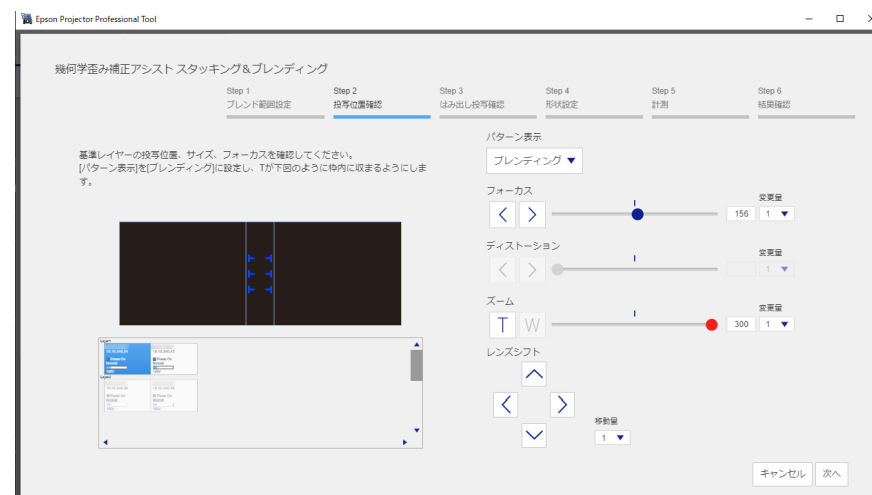 Epson Projector Professional Tool
幾何学歪み補正アシスト スタッキング＆ブレンディング
Step 1
ブレンド範囲設定
Step 2
投写位置確認
Step 3
はみ出し投写確認
Step 4
形状設定
Step 5
計測
Step 6
結果確認
基準レイヤーの投写位置、サイズ、フォーカスを確認してください。
[パターン表示]を[ブレンディング]に設定し、Tが下図のように枠内に収まるようにしま
す。
パターン表示
ブレンディング
フォーカス
変更量
156
1
ディストーション
変更量
1
ズーム
変更量
T
W
300
1
レンズシフト
移動量
1
キャンセル
次へ